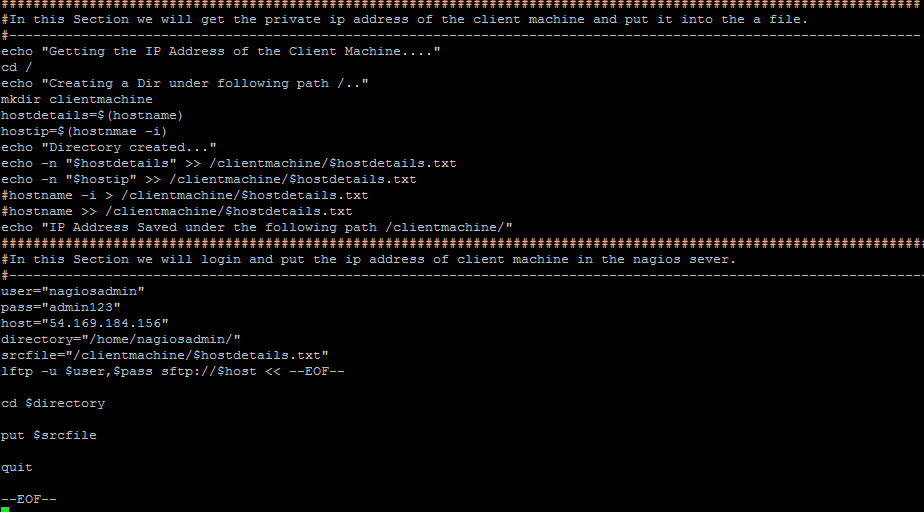 ####################################################################################################################
#In this Section we will get the private ip address of the client machine and put it into the a file.
#-------------------------------------------------------------------------------------------------------------------
echo "Getting the IP Address of the Client Machine...."
cd /
echo "Creating a Dir under following path /.."
mkdir clientmachine
hostdetails=$(hostname)
hostip=$(hostnmae -i)
echo "Directory created..."
echo -n "$hostdetails" >> /clientmachine/$hostdetails.txt
echo -n "$hostip" >> /clientmachine/$hostdetails.txt
#hostname -i > /clientmachine/$hostdetails.txt
#hostname >> /clientmachine/$hostdetails.txt
echo "IP Address Saved under the following path /clientmachine/"
####################################################################################################################
#In this Section we will login and put the ip address of client machine in the nagios sever.
#-------------------------------------------------------------------------------------------------------------------
user="nagiosadmin"
pass="admin123"
host="54.169.184.156"
directory="/home/nagiosadmin/"
srcfile="/clientmachine/$hostdetails.txt"
lftp -u $user,$pass sftp://$host << --EOF--
cd $directory
put $srcfile
quit
--EOF--